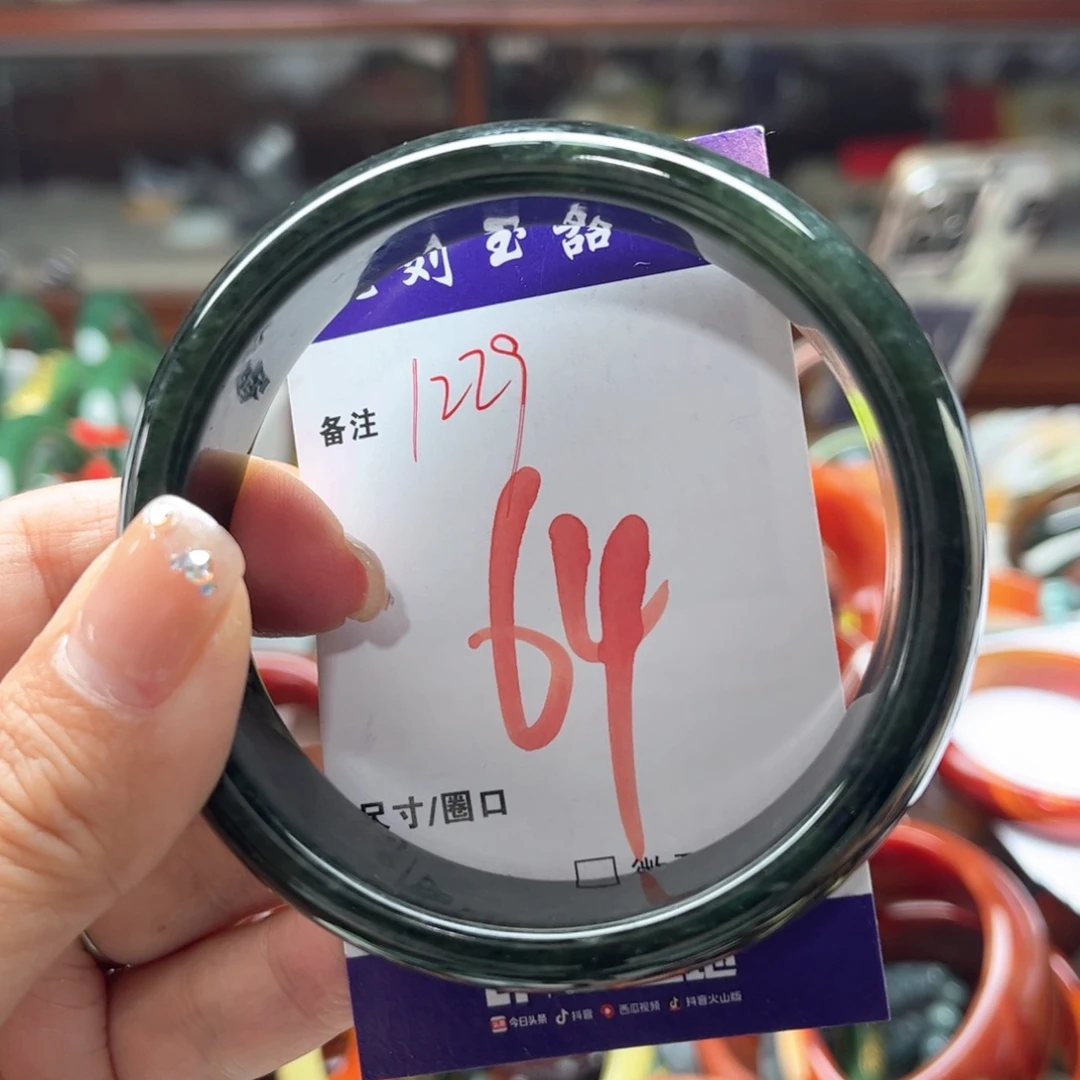 刘玉韶
1229
备注
64
尺寸/圈口
今日头条 抖音 西瓜视频 抖音火山版